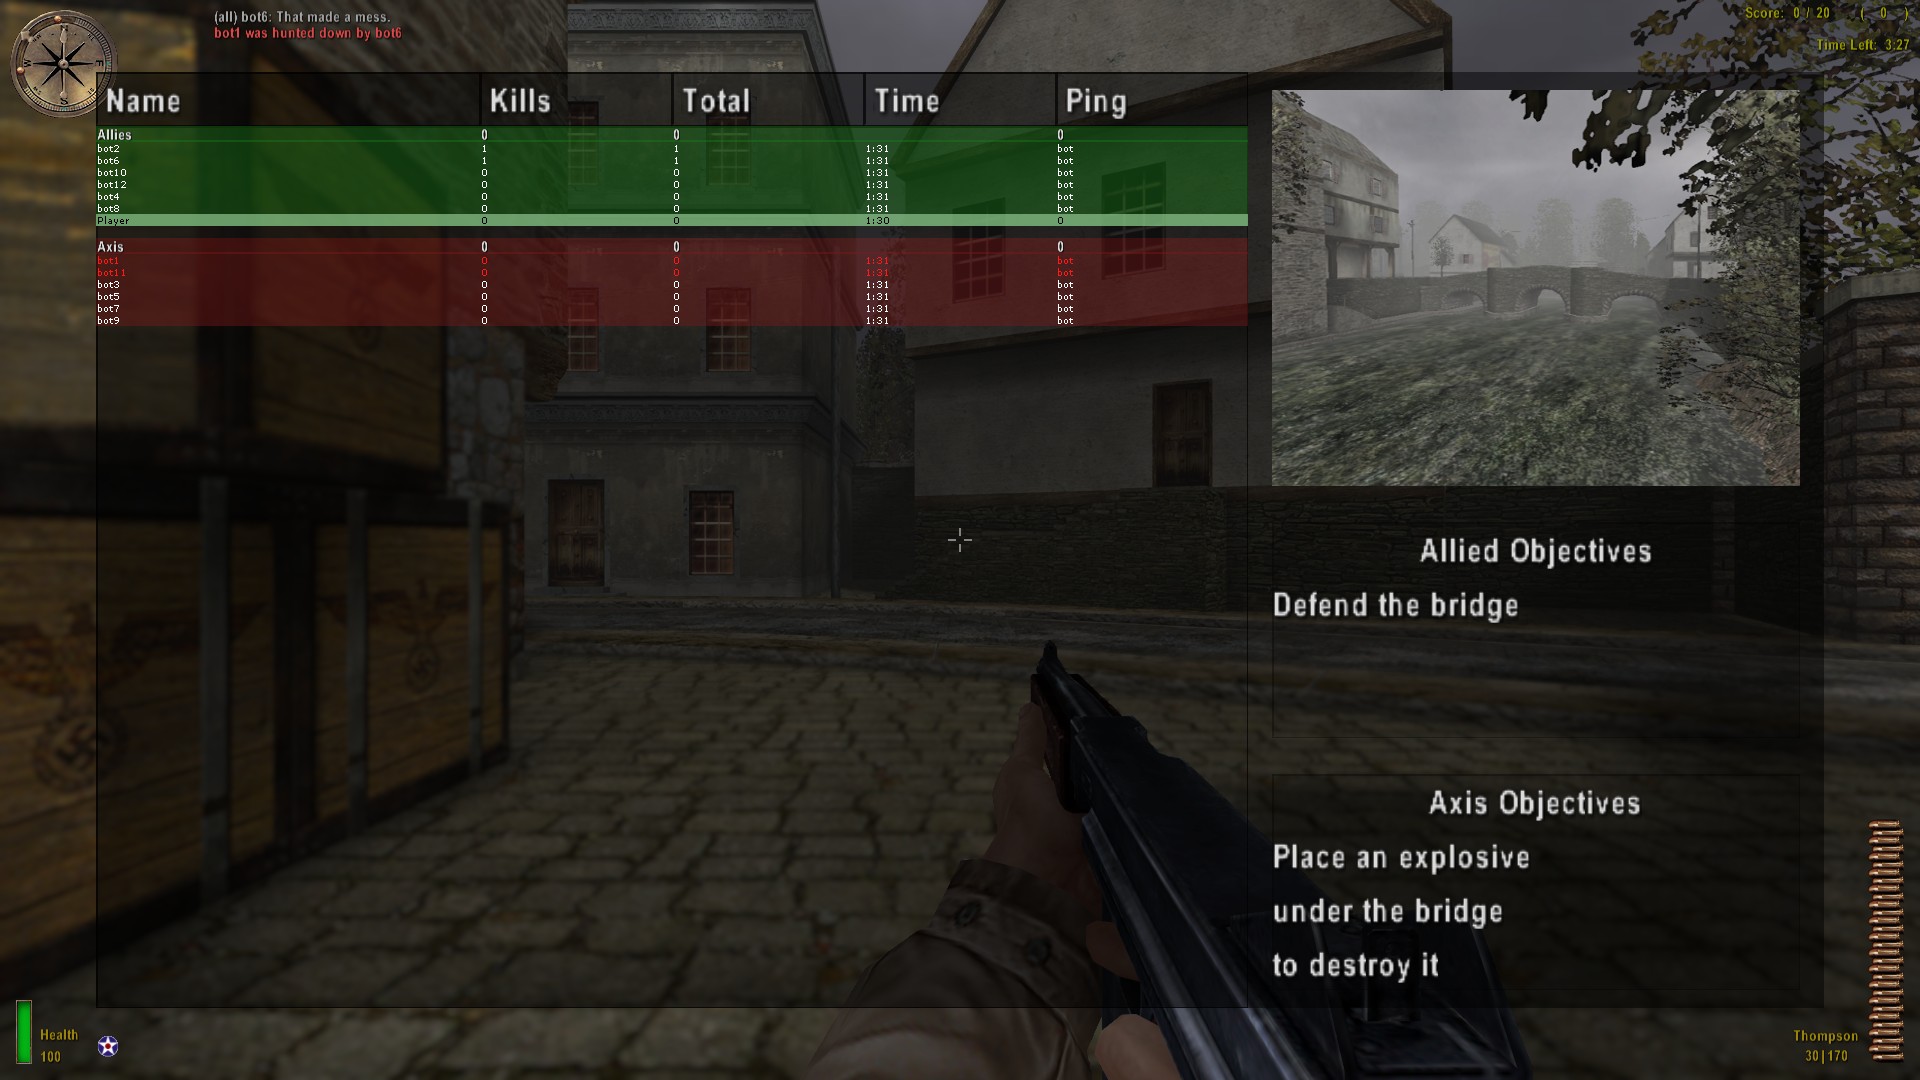 (all) bot6: That made a mess.
bot1 was hunted down by bot6
Score: 0 / 20 ( 0 )
Time Left: 3:27
Name Kills Total Time Ping
Allies 0 0 0
bot2 1 1 1:31 bot
bot6 1 1 1:31 bot
bot10 0 0 1:31 bot
bot12 0 0 1:31 bot
bot4 0 0 1:31 bot
bot8 0 0 1:31 bot
Player 0 0 1:30 0
Axis 0 0 0
bot1 0 0 1:31 bot
bot11 0 0 1:31 bot
bot3 0 0 1:31 bot
bot5 0 0 1:31 bot
bot7 0 0 1:31 bot
bot9 0 0 1:31 bot
Allied Objectives
Defend the bridge
Axis Objectives
Place an explosive
under the bridge
to destroy it
Health
100
Thompson
30|170